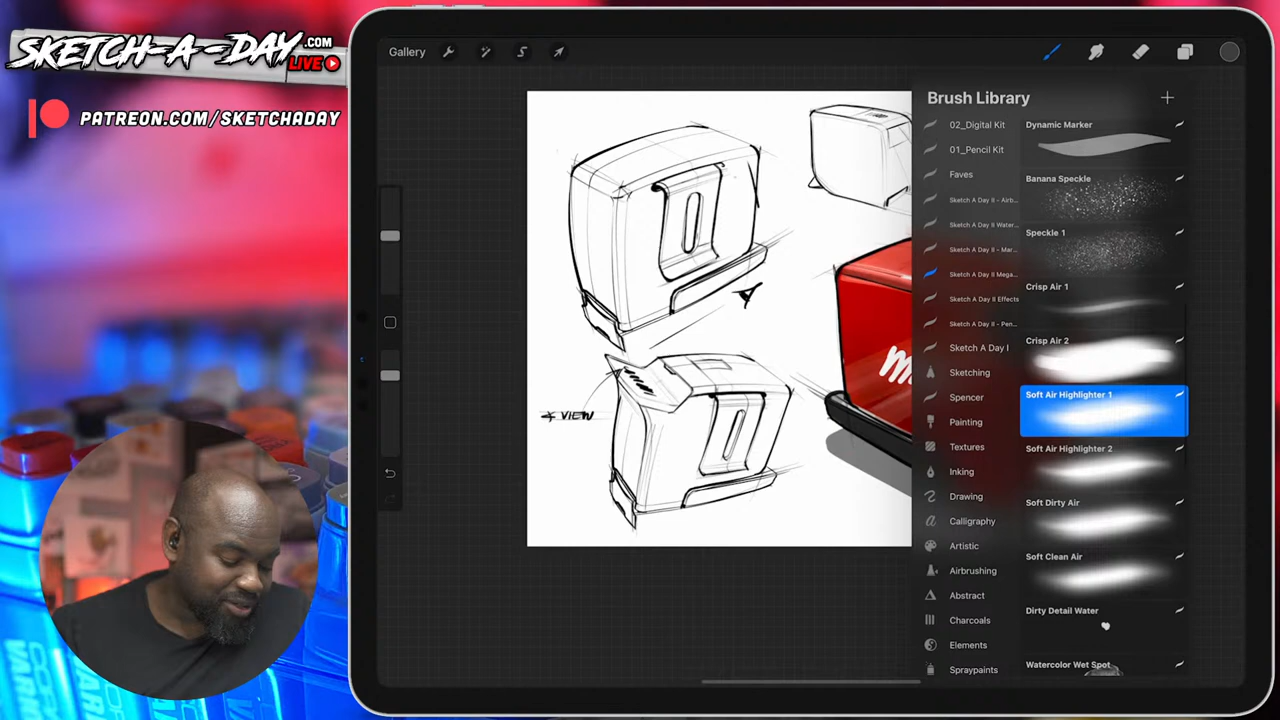 SKETCH-A-DAY.COM
LIVE
PATREON.COM/SKETCHADAY
Gallery
Brush Library
02_Digital Kit
01_Pencil Kit
Faves
Sketch A Day II - Airb...
Sketch A Day II Water...
Sketch A Day II - Mar...
Sketch A Day II Mega...
Sketch A Day II Effects
Sketch A Day II - Pen...
Sketch A Day I
Sketching
Spencer
Painting
Textures
Inking
Drawing
Calligraphy
Artistic
Airbrushing
Abstract
Charcoals
Elements
Spraypaints
Dynamic Marker
Banana Speckle
Speckle 1
Crisp Air 1
Crisp Air 2
Soft Air Highlighter 1
Soft Air Highlighter 2
Soft Dirty Air
Soft Clean Air
Dirty Detail Water
Watercolor Wet Spot
VIEW